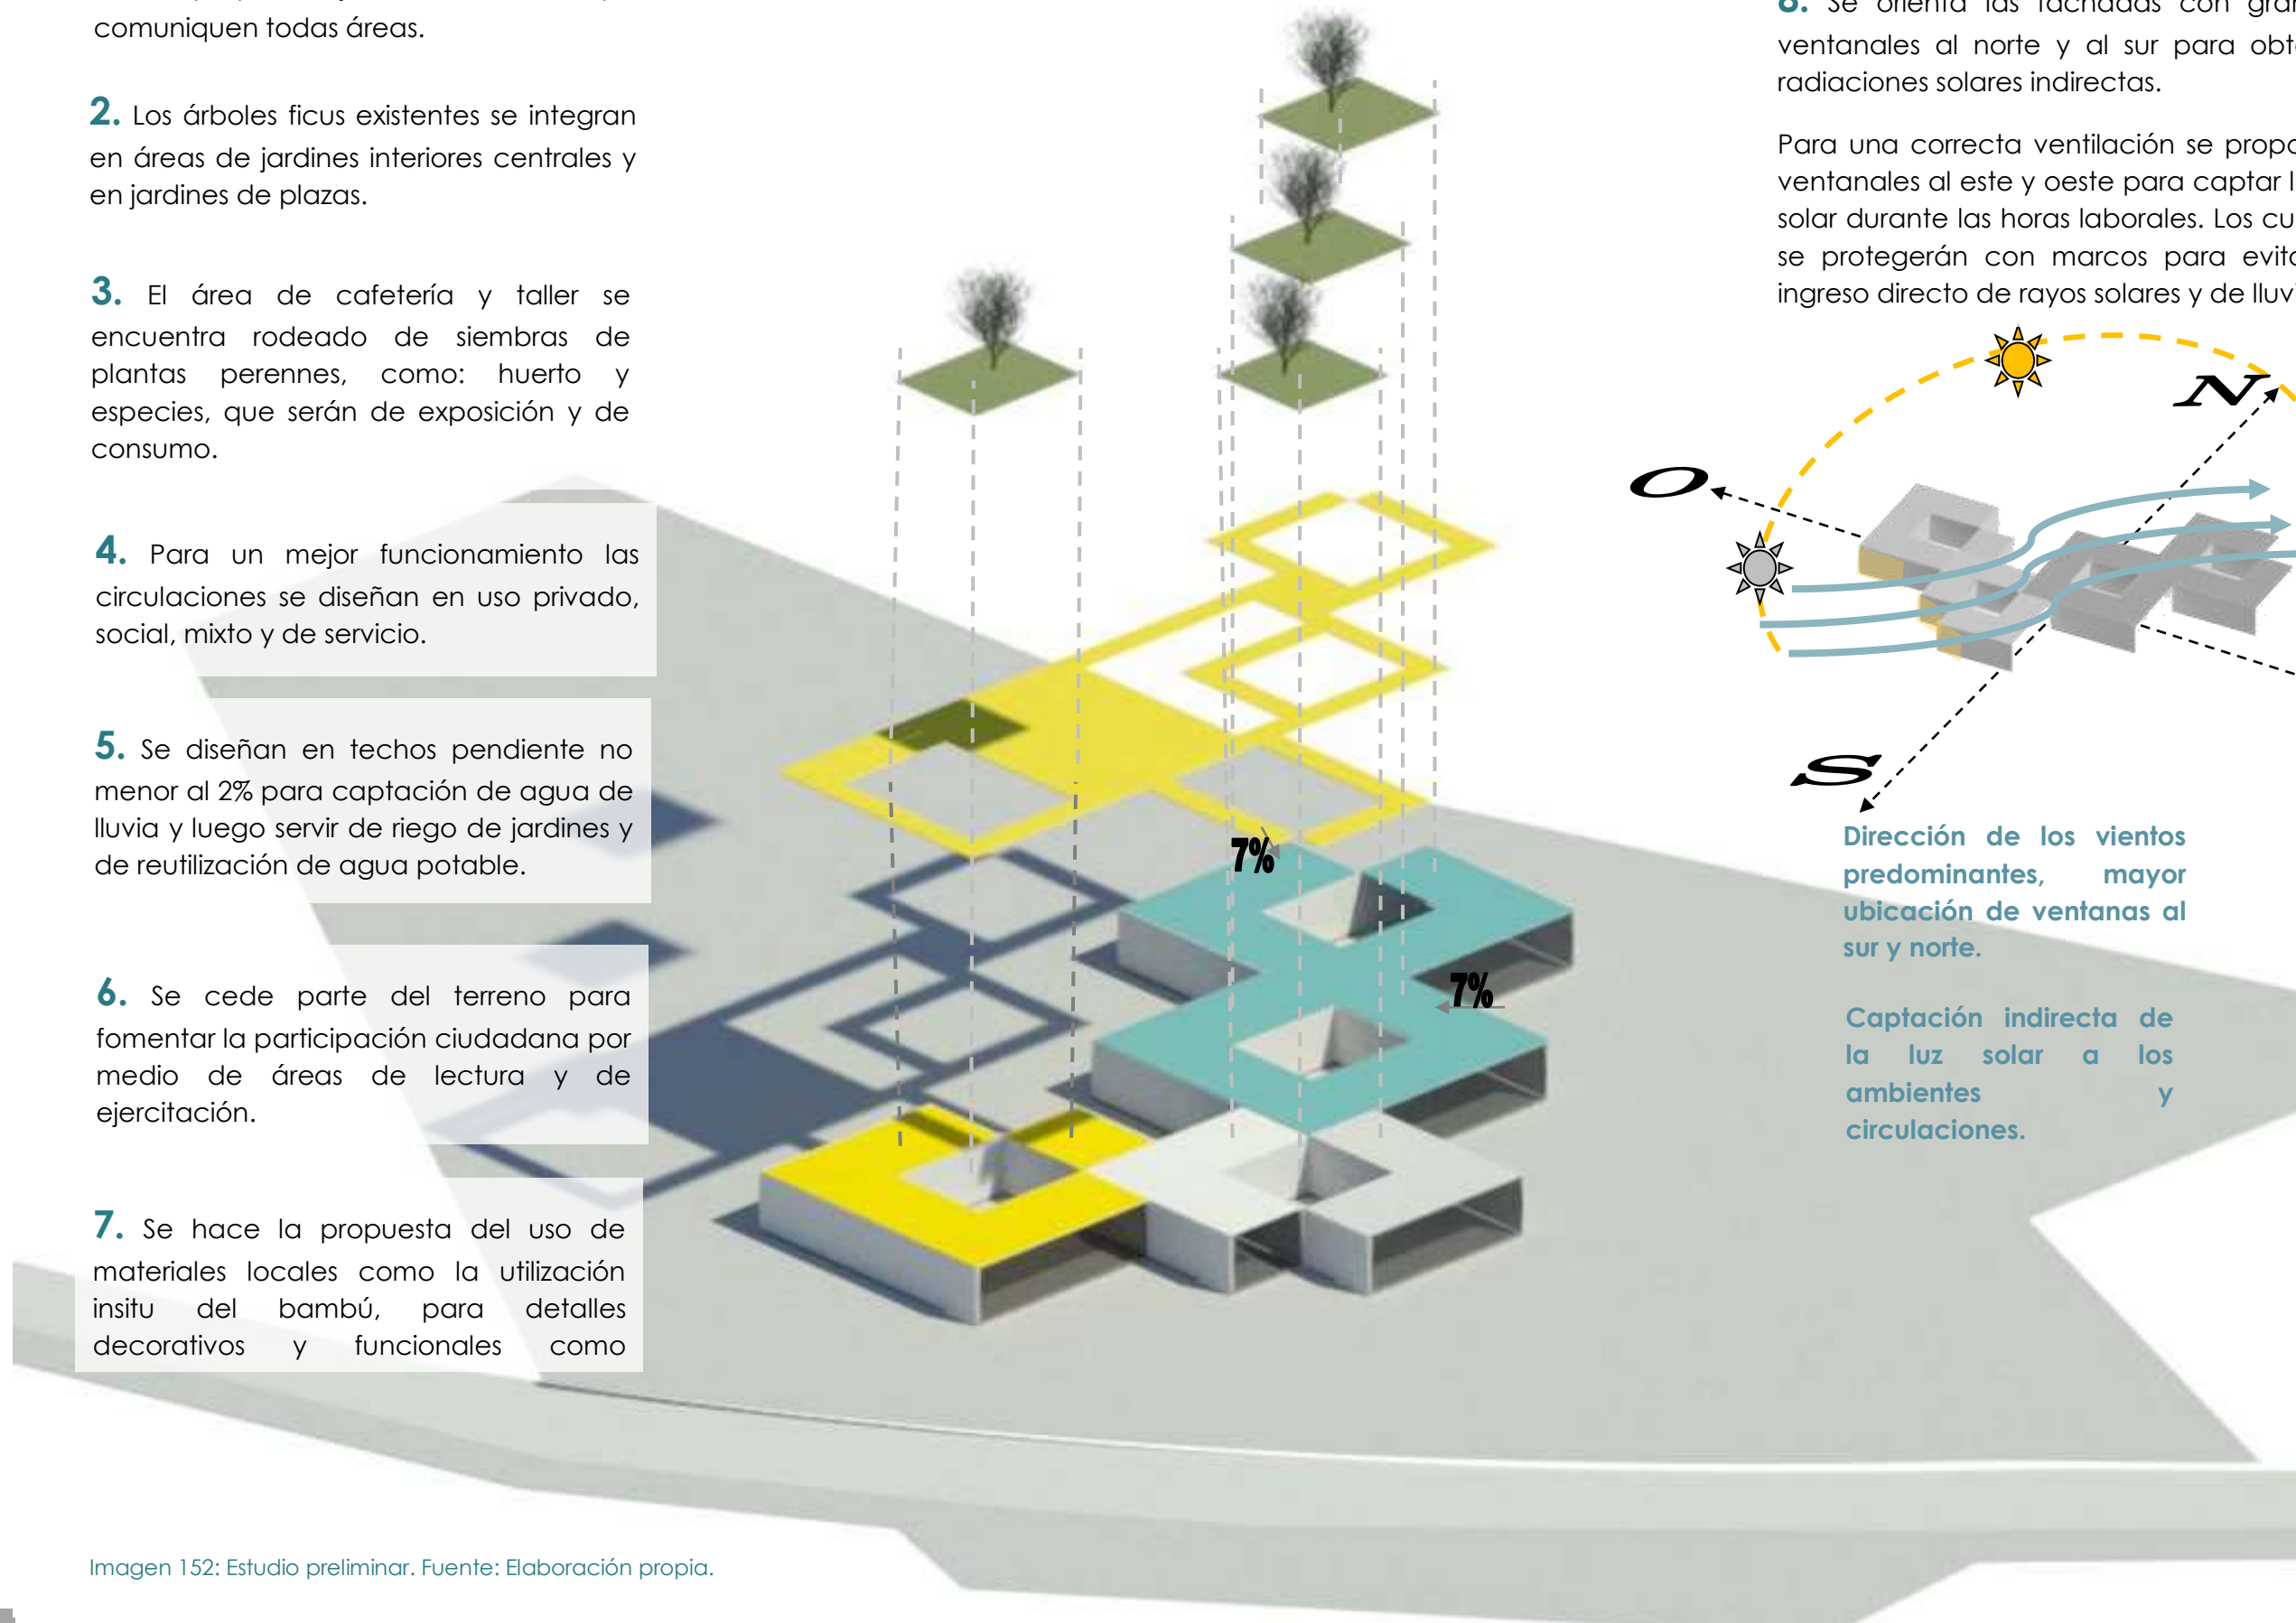 comuniquen todas áreas.
2. Los árboles ficus existentes se integran
en áreas de jardines interiores centrales y
en jardines de plazas.
3. El área de cafetería y taller se
encuentra rodeado de siembras de
plantas perennes, como: huerto y
especies, que serán de exposición y de
consumo.
4. Para un mejor funcionamiento las
circulaciones se diseñan en uso privado,
social, mixto y de servicio.
5. Se diseñan en techos pendiente no
menor al 2% para captación de agua de
lluvia y luego servir de riego de jardines y
de reutilización de agua potable.
6. Se cede parte del terreno para
fomentar la participación ciudadana por
medio de áreas de lectura y de
ejercitación.
7. Se hace la propuesta del uso de
materiales locales como la utilización
insitu del bambú, para detalles
decorativos y funcionales como
7%
7%
8. Se orienta las fachadas con
ventanales al norte y al sur para
radiaciones solares indirectas.
Para una correcta ventilación se
ventanales al este y oeste para captar
solar durante las horas laborales. Los
se protegerán con marcos para
ingreso directo de rayos solares y de
N
O
S
Dirección de los vientos
predominantes, mayor
ubicación de ventanas al
sur y norte.
Captación indirecta de
la luz solar a los
ambientes y
circulaciones.
Imagen 152: Estudio preliminar. Fuente: Elaboración propia.